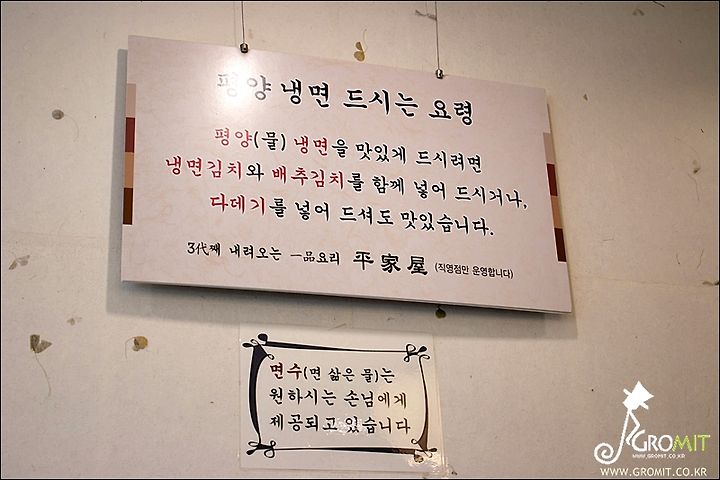 평양 냉면 드시는 요령
평양(물) 냉면을 맛있게 드시려면
냉면김치와 배추김치를 함께 넣어 드시거나,
다데기를 넣어 드셔도 맛있습니다.
3代째 내려오는 一品요리 平家屋 (직영점만 운영합니다)
면수(면 삶은 물)는
원하시는 손님에게
제공되고 있습니다
GROMIT
WWW.GROMIT.CO.KR
WWW.GROMIT.CO.KR